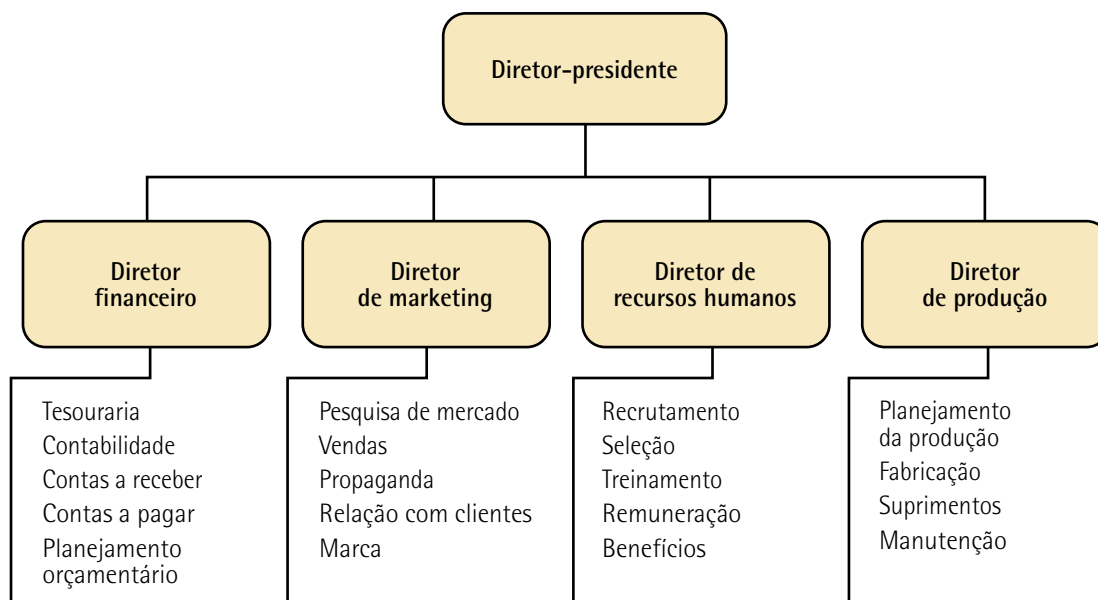 Diretor-presidente
Diretor
financeiro
Diretor
de marketing
Diretor de
recursos humanos
Diretor
de produção
Tesouraria
Contabilidade
Contas a receber
Contas a pagar
Planejamento
orçamentário
Pesquisa de mercado
Vendas
Propaganda
Relação com clientes
Marca
Recrutamento
Seleção
Treinamento
Remuneração
Benefícios
Planejamento
da produção
Fabricação
Suprimentos
Manutenção